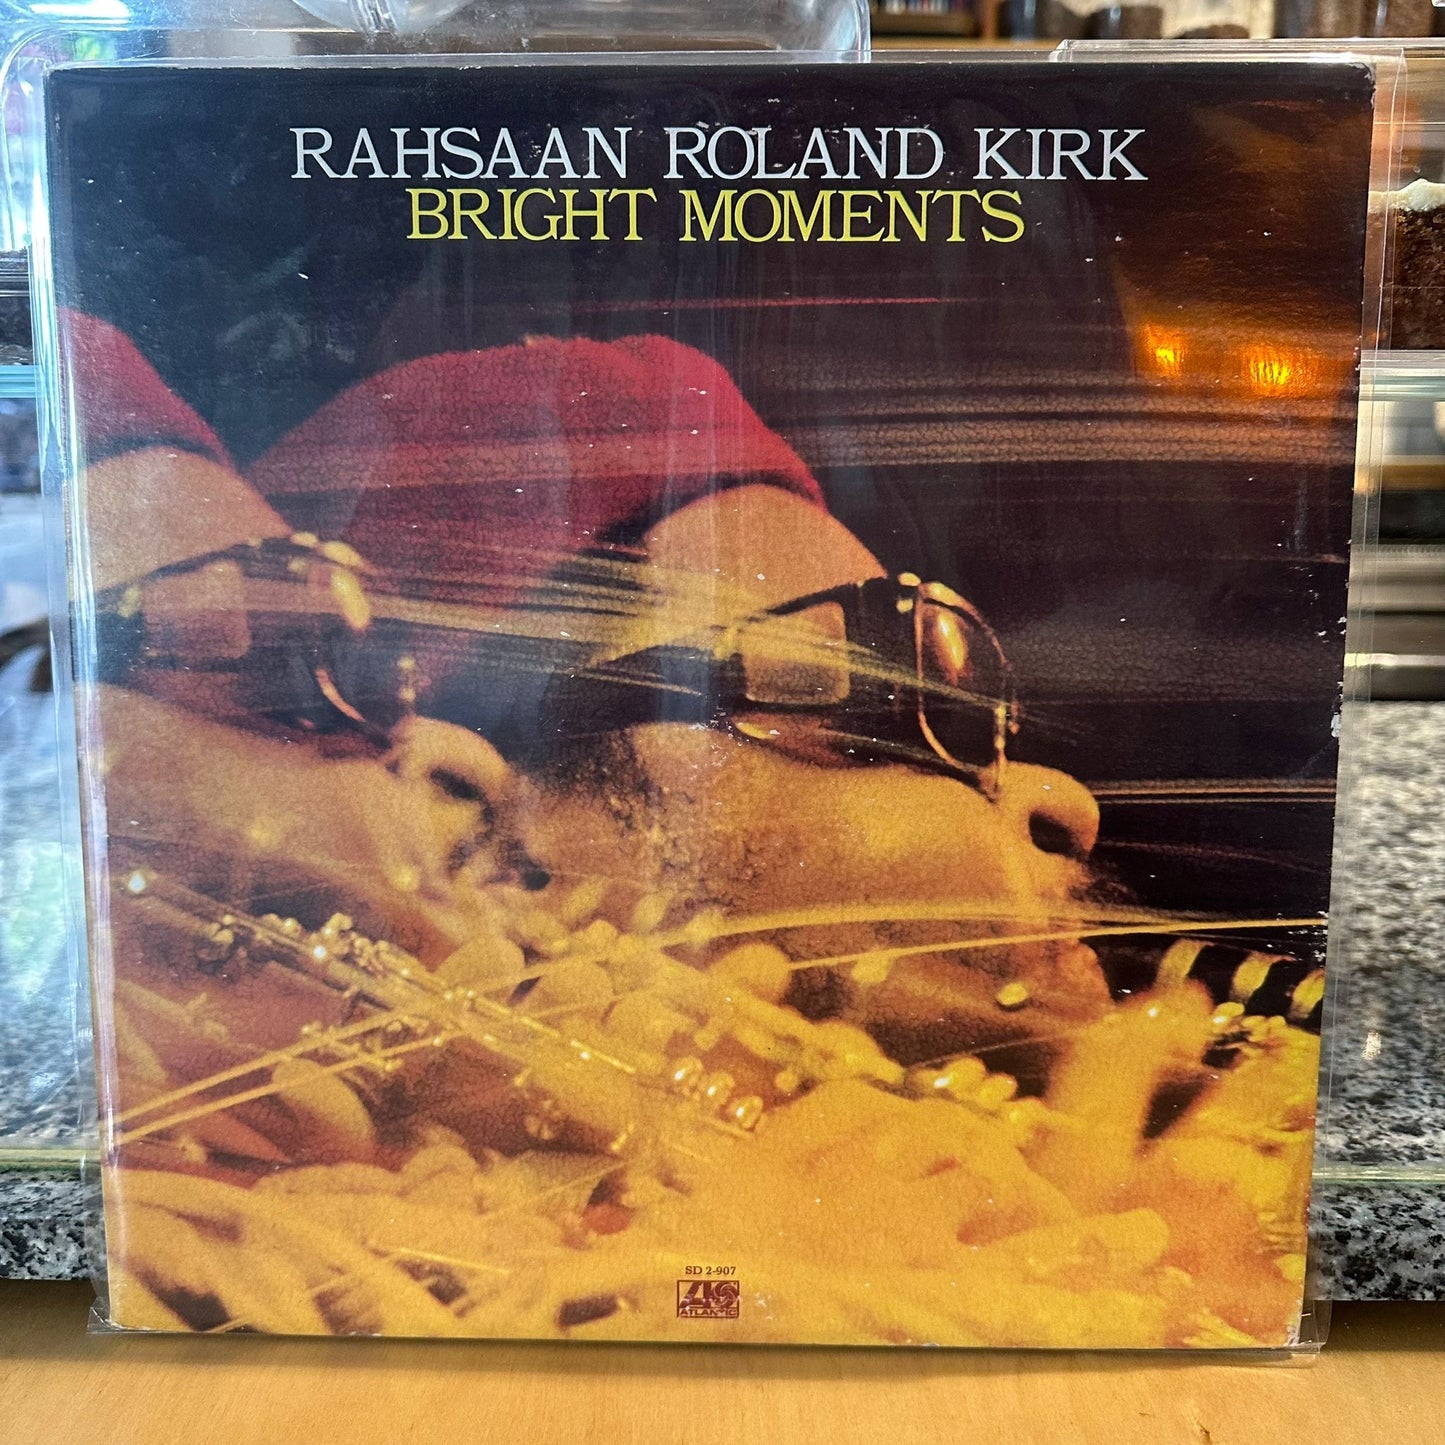 RAHSAAN ROLAND KIRK
BRIGHT MOMENTS
SD 2-907
ATLANTIC